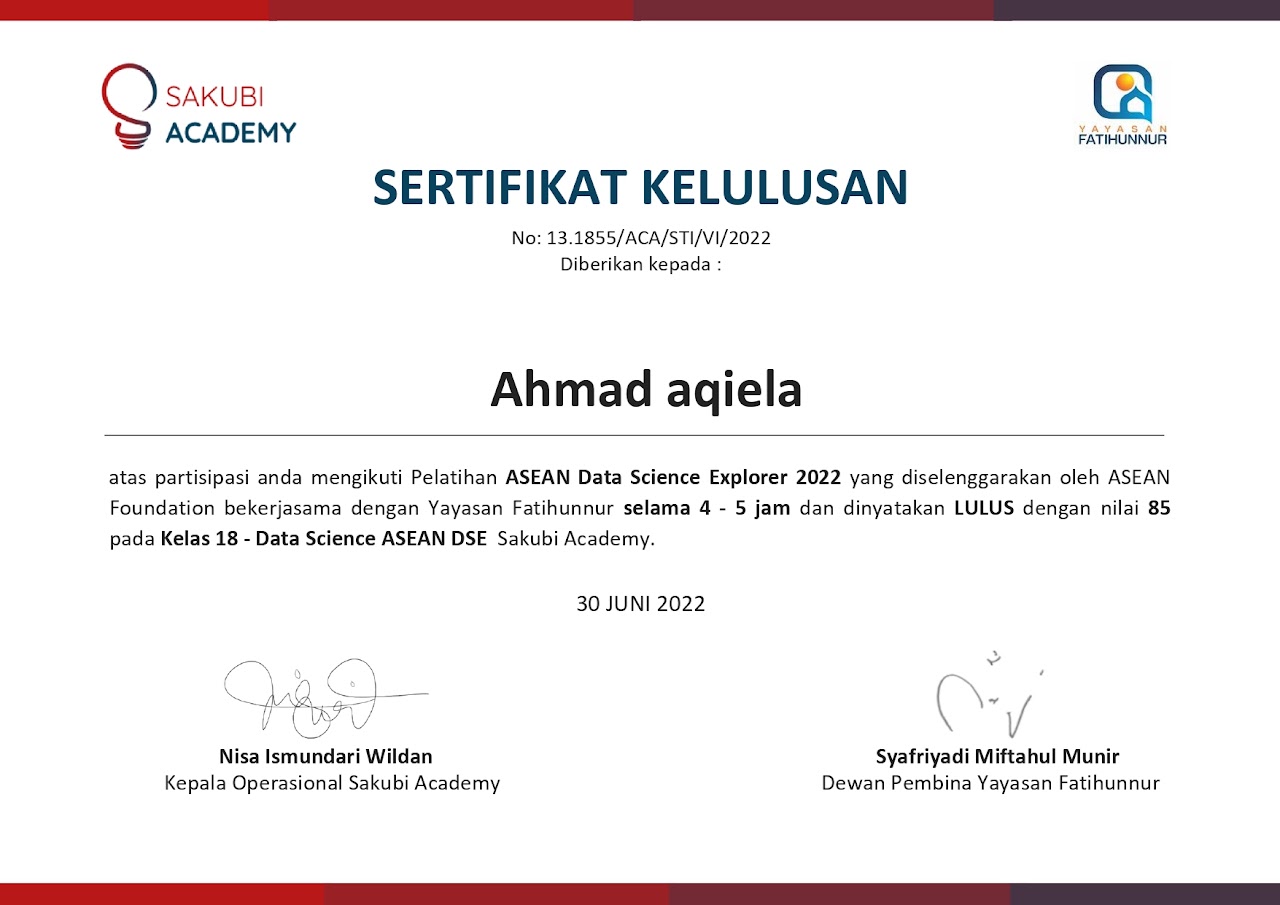 SAKUBI
ACADEMY
YAYASAN
FATIHUNNUR
SERTIFIKAT KELULUSAN
No: 13.1855/ACA/STI/VI/2022
Diberikan kepada :
Ahmad aqiela
atas partisipasi anda mengikuti Pelatihan ASEAN Data Science Explorer 2022 yang diselenggarakan oleh ASEAN
Foundation bekerjasama dengan Yayasan Fatihunnur selama 4 - 5 jam dan dinyatakan LULUS dengan nilai 85
pada Kelas 18 - Data Science ASEAN DSE Sakubi Academy.
30 JUNI 2022
Nisa Ismundari Wildan
Kepala Operasional Sakubi Academy
Syafriyadi Miftahul Munir
Dewan Pembina Yayasan Fatihunnur